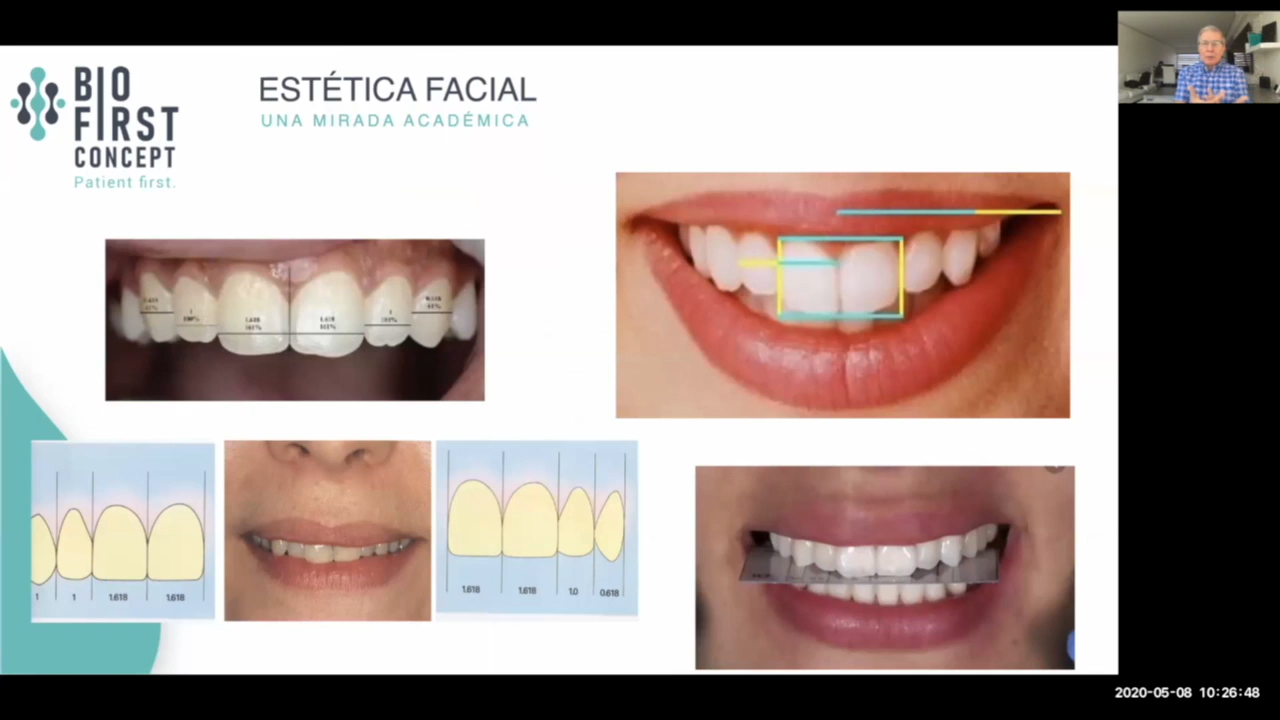 BIO
FIRST
CONCEPT
Patient first.
ESTÉTICA FACIAL
UNA MIRADA ACADÉMICA
1 1 1.618 1.618
1.618 1.618 1.0 0.618
2020-05-08 10:26:48